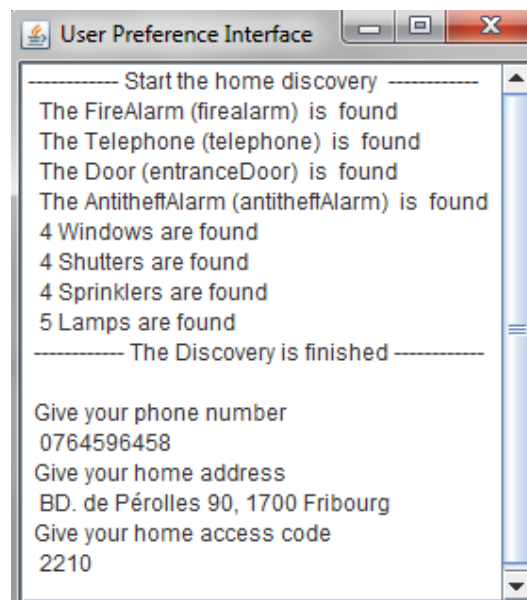 User Preference Interface
------------ Start the home discovery ------------
The FireAlarm (firealarm) is found
The Telephone (telephone) is found
The Door (entranceDoor) is found
The AntitheftAlarm (antitheftAlarm) is found
4 Windows are found
4 Shutters are found
4 Sprinklers are found
5 Lamps are found
------------ The Discovery is finished ------------
Give your phone number
0764596458
Give your home address
BD. de Pérolles 90, 1700 Fribourg
Give your home access code
2210